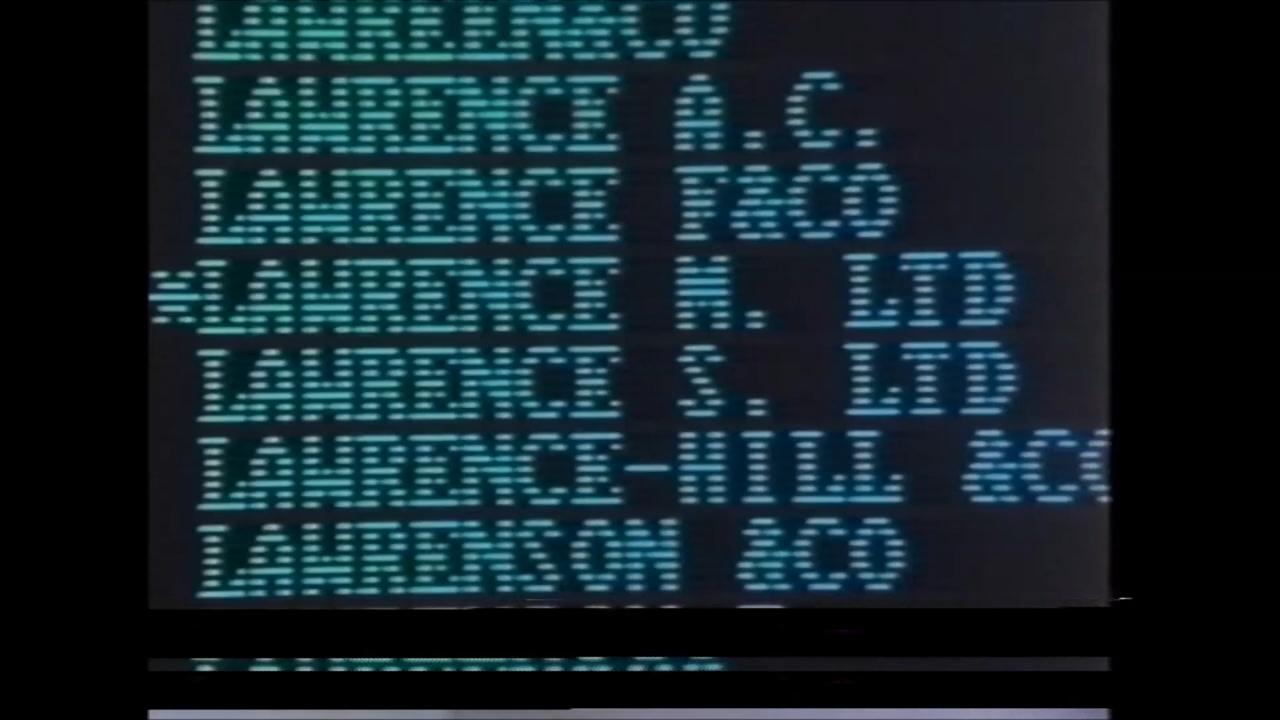 LAWRENCE A.C.
LAWRENCE F&CO
*LAWRENCE M. LTD
LAWRENCE S. LTD
LAWRENCE-HILL &CO
LAWRENSON &CO